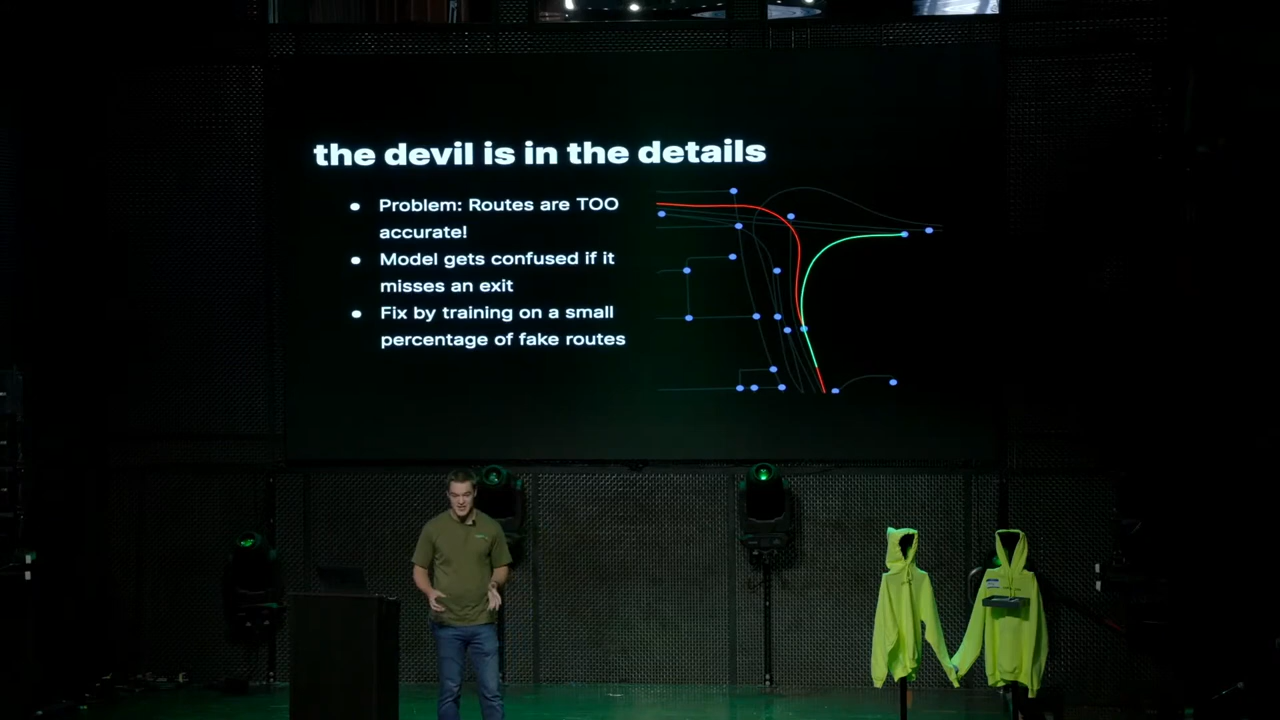 the devil is in the details
● Problem: Routes are TOO
accurate!
● Model gets confused if it
misses an exit
● Fix by training on a small
percentage of fake routes